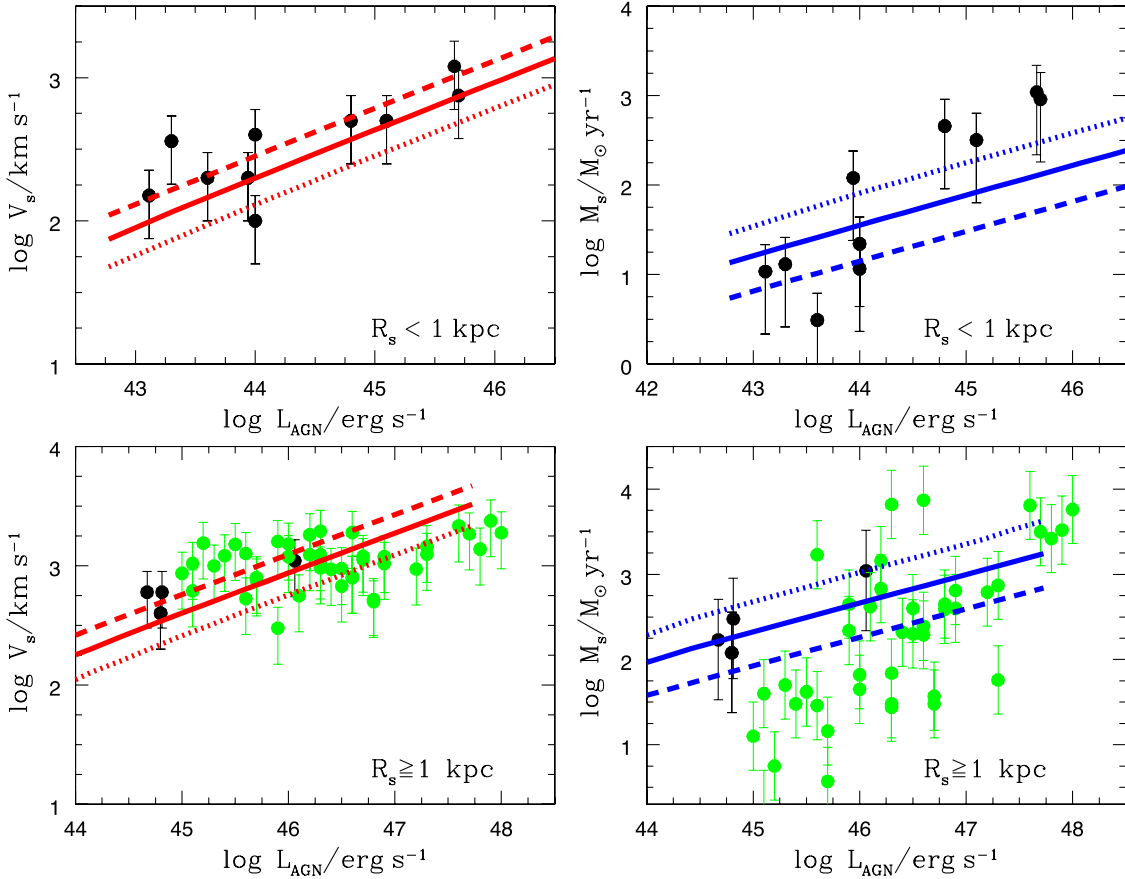 log V_s/km s⁻¹
3
2
1
43 44 45 46
log L_AGN/erg s⁻¹
R_s < 1 kpc
log M_s/M_⊙ yr⁻¹
4
3
2
1
0
42 43 44 45 46
log L_AGN/erg s⁻¹
R_s < 1 kpc
log V_s/km s⁻¹
4
3
2
1
44 45 46 47 48
log L_AGN/erg s⁻¹
R_s ≧ 1 kpc
log M_s/M_⊙ yr⁻¹
4
3
2
1
44 45 46 47 48
log L_AGN/erg s⁻¹
R_s ≧ 1 kpc